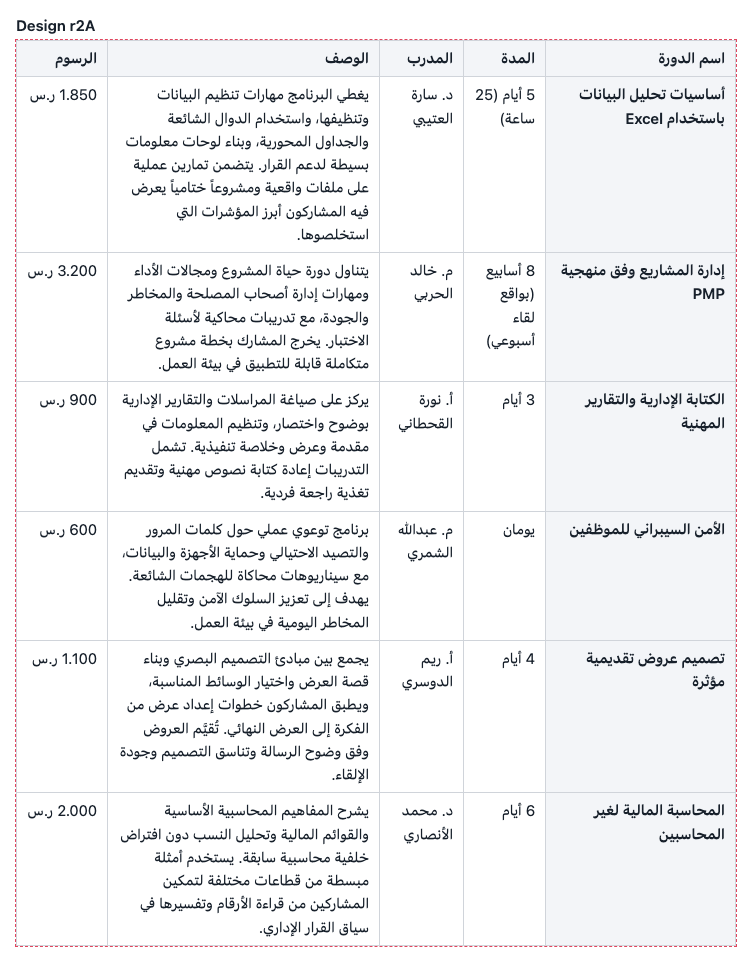 Design r2A
اسم الدورة
المدة
المدرب
الوصف
الرسوم
أساسيات تحليل البيانات
باستخدام Excel
5 أيام (25
ساعة)
د. سارة
العتيبي
يغطي البرنامج مهارات تنظيم البيانات
وتنظيفها، واستخدام الدوال الشائعة
والجداول المحورية، وبناء لوحات معلومات
بسيطة لدعم القرار. يتضمن تمارين عملية
على ملفات واقعية ومشروعاً ختامياً يعرض
فيه المشاركون أبرز المؤشرات التي
استخلصوها.
1.850 ر.س
إدارة المشاريع وفق منهجية
PMP
8 أسابيع
(بواقع
لقاء
أسبوعي)
م. خالد
الحربي
يتناول دورة حياة المشروع ومجالات الأداء
ومهارات إدارة أصحاب المصلحة والمخاطر
والجودة، مع تدريبات محاكية لأسئلة
الاختبار. يخرج المشارك بخطة مشروع
متكاملة قابلة للتطبيق في بيئة العمل.
3.200 ر.س
الكتابة الإدارية والتقارير
المهنية
3 أيام
أ. نورة
القحطاني
يركز على صياغة المراسلات والتقارير الإدارية
بوضوح واختصار، وتنظيم المعلومات في
مقدمة وعرض وخلاصة تنفيذية. تشمل
التدريبات إعادة كتابة نصوص مهنية وتقديم
تغذية راجعة فردية.
900 ر.س
الأمن السيبراني للموظفين
يومان
م. عبدالله
الشمري
برنامج توعوي عملي حول كلمات المرور
والتصيد الاحتيالي وحماية الأجهزة والبيانات،
مع سيناريوهات محاكاة للهجمات الشائعة.
يهدف إلى تعزيز السلوك الآمن وتقليل
المخاطر اليومية في بيئة العمل.
600 ر.س
تصميم عروض تقديمية
مؤثرة
4 أيام
أ. ريم
الدوسري
يجمع بين مبادئ التصميم البصري وبناء
قصة العرض واختيار الوسائط المناسبة،
ويطبق المشاركون خطوات إعداد عرض من
الفكرة إلى العرض النهائي. تُقيَّم العروض
وفق وضوح الرسالة وتناسق التصميم وجودة
الإلقاء.
1.100 ر.س
المحاسبة المالية لغير
المحاسبين
6 أيام
د. محمد
الأنصاري
يشرح المفاهيم المحاسبية الأساسية
والقوائم المالية وتحليل النسب دون افتراض
خلفية محاسبية سابقة. يستخدم أمثلة
مبسطة من قطاعات مختلفة لتمكين
المشاركين من قراءة الأرقام وتفسيرها في
سياق القرار الإداري.
2.000 ر.س